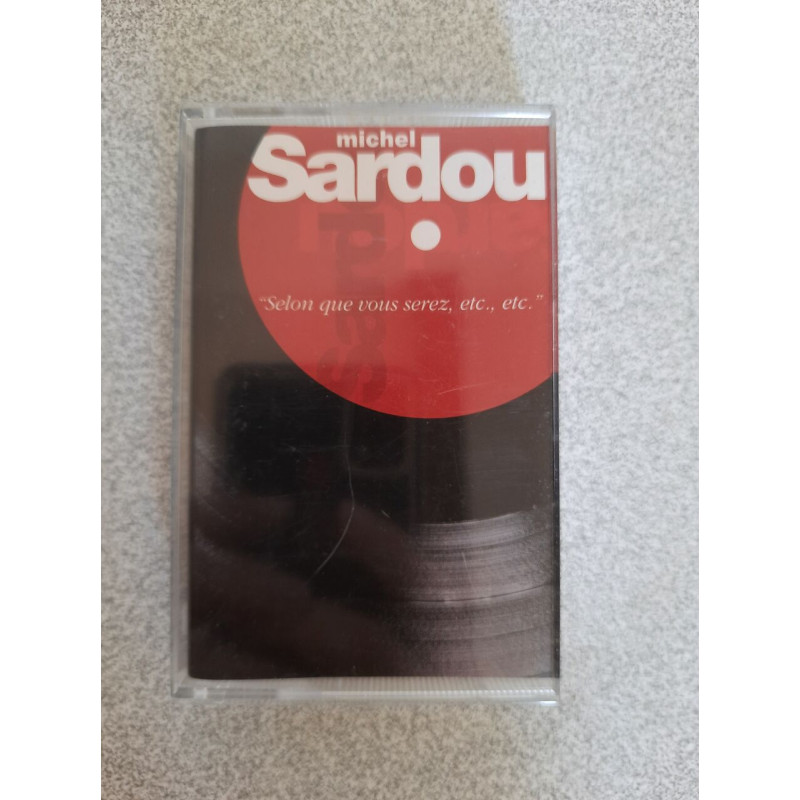 michel
Sardou
“Selon que vous serez, etc., etc.”